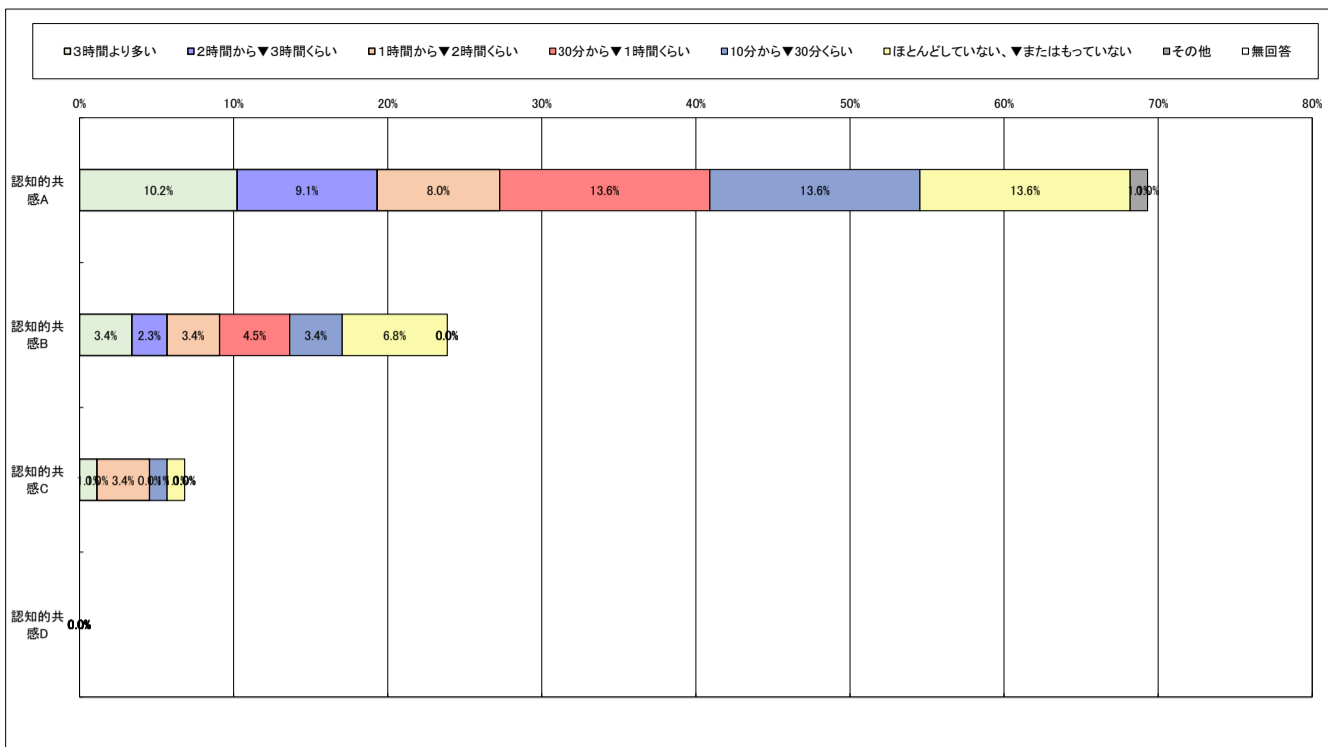 ３時間より多い ２時間から▼３時間くらい １時間から▼２時間くらい 30分から▼１時間くらい 10分から▼30分くらい ほとんどしていない、▼またはもっていない その他 無回答
0% 10% 20% 30% 40% 50% 60% 70% 80%
認知的共
感A
10.2% 9.1% 8.0% 13.6% 13.6% 13.6%
認知的共
感B
3.4% 2.3% 3.4% 4.5% 3.4% 6.8% 0.0%
認知的共
感C
3.4%
認知的共
感D
0.0%